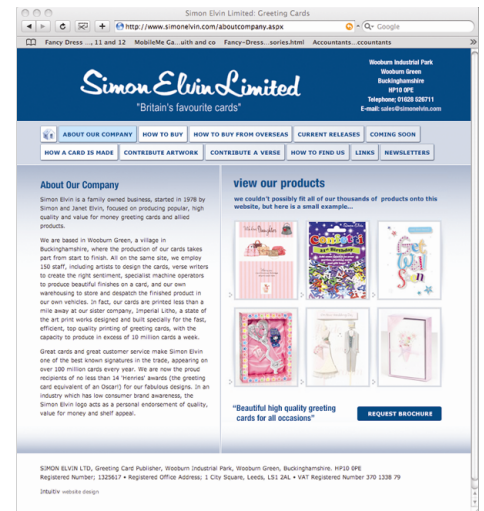 Simon Elvin Limited: Greeting Cards
http://www.simonelvin.com/aboutcompany.aspx
Google
Fancy Dress ..., 11 and 12 MobileMe Ga...uith and co Fancy-Dress...sories.html Accountants...ccountants
Simon Elvin Limited
"Britain's favourite cards"
Wooburn Industrial Park
Wooburn Green
Buckinghamshire
HP10 0PE
Telephone; 01628 526711
E-mail: sales@simonelvin.com
ABOUT OUR COMPANY HOW TO BUY HOW TO BUY FROM OVERSEAS CURRENT RELEASES COMING SOON
HOW A CARD IS MADE CONTRIBUTE ARTWORK CONTRIBUTE A VERSE HOW TO FIND US LINKS NEWSLETTERS
About Our Company
Simon Elvin is a family owned business, started in 1978 by
Simon and Janet Elvin, focused on producing popular, high
quality and value for money greeting cards and allied
products.
We are based in Wooburn Green, a village in
Buckinghamshire, where the production of our cards takes
part from start to finish. All on the same site, we employ
150 staff, including artists to design the cards, verse writers
to create the right sentiment, specialist machine operators
to produce beautiful finishes on a card, and our own
warehousing to store and despatch the finished product in
our own vehicles. In fact, our cards are printed less than a
mile away at our sister company, Imperial Litho, a state of
the art print works designed and built specially for the fast,
efficient, top quality printing of greeting cards, with the
capacity to produce in excess of 10 million cards a week.
Great cards and great customer service make Simon Elvin
one of the best known signatures in the trade, appearing on
over 100 million cards every year. We are now the proud
recipients of no less than 14 'Henries' awards (the greeting
card equivalent of an Oscar!) for our fabulous designs. In an
industry which has low consumer brand awareness, the
Simon Elvin logo acts as a personal endorsement of quality,
value for money and shelf appeal.
view our products
we couldn't possibly fit all of our thousands of products onto this
website, but here is a small example...
Daughter
Confetti
21st Birthday
Get
Well
Soon
"Beautiful high quality greeting
cards for all occasions"
REQUEST BROCHURE
SIMON ELVIN LTD, Greeting Card Publisher, Wooburn Industrial Park, Wooburn Green, Buckinghamshire. HP10 0PE
Registered Number; 1325617 • Registered Office Address; 1 City Square, Leeds, LS1 2AL • VAT Registered Number 370 1338 79
Intuitiv website design